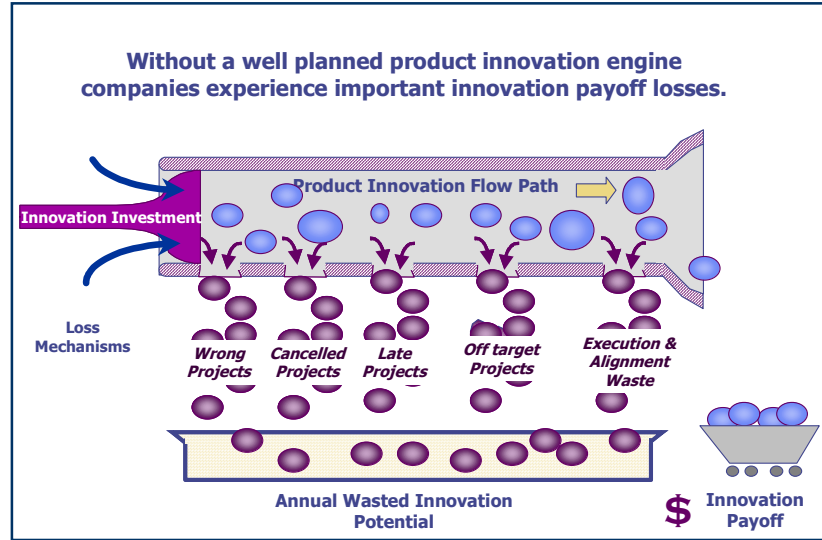 Without a well planned product innovation engine
companies experience important innovation payoff losses.
Product Innovation Flow Path
Innovation Investment
Loss
Mechanisms
Wrong
Projects
Cancelled
Projects
Late
Projects
Off target
Projects
Execution &
Alignment
Waste
Annual Wasted Innovation
Potential
$
Innovation
Payoff